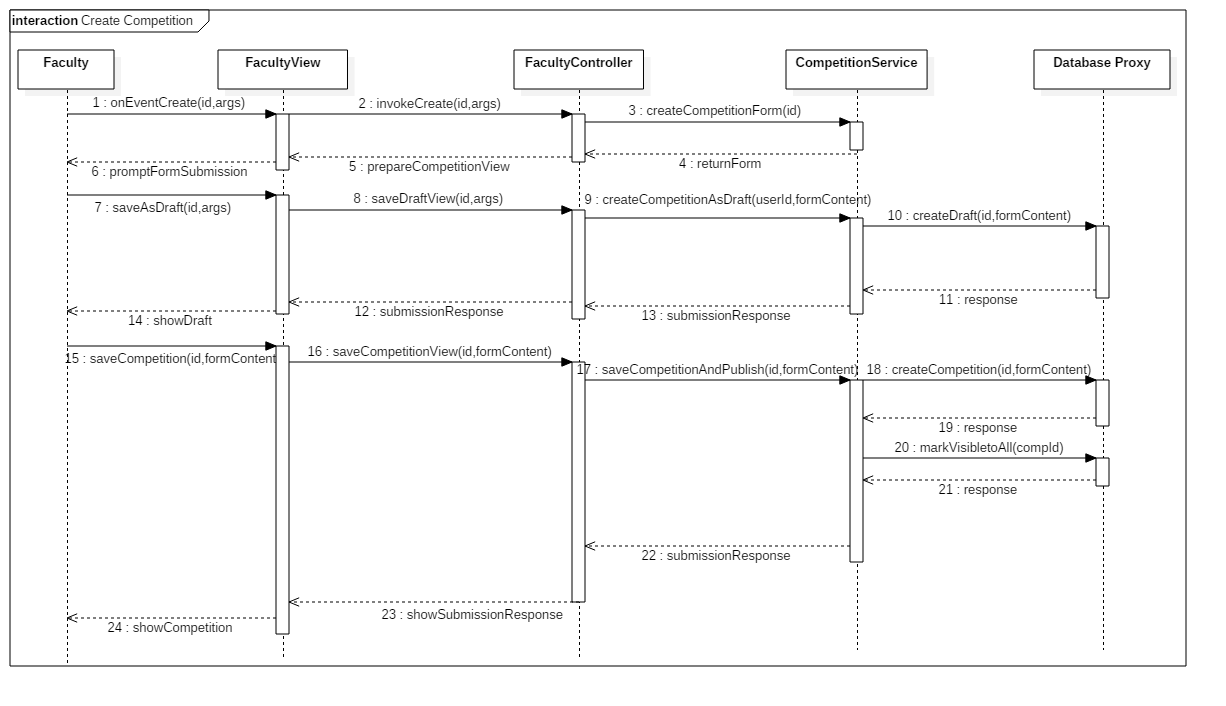 interaction Create Competition
Faculty
FacultyView
FacultyController
CompetitionService
Database Proxy
1 : onEventCreate(id,args)
2 : invokeCreate(id,args)
3 : createCompetitionForm(id)
4 : returnForm
5 : prepareCompetitionView
6 : promptFormSubmission
7 : saveAsDraft(id,args)
8 : saveDraftView(id,args)
9 : createCompetitionAsDraft(userId,formContent)
10 : createDraft(id,formContent)
11 : response
12 : submissionResponse
13 : submissionResponse
14 : showDraft
15 : saveCompetition(id,formContent
16 : saveCompetitionView(id,formContent)
17 : saveCompetitionAndPublish(id,formContent)
18 : createCompetition(id,formContent)
19 : response
20 : markVisibletoAll(compId)
21 : response
22 : submissionResponse
23 : showSubmissionResponse
24 : showCompetition